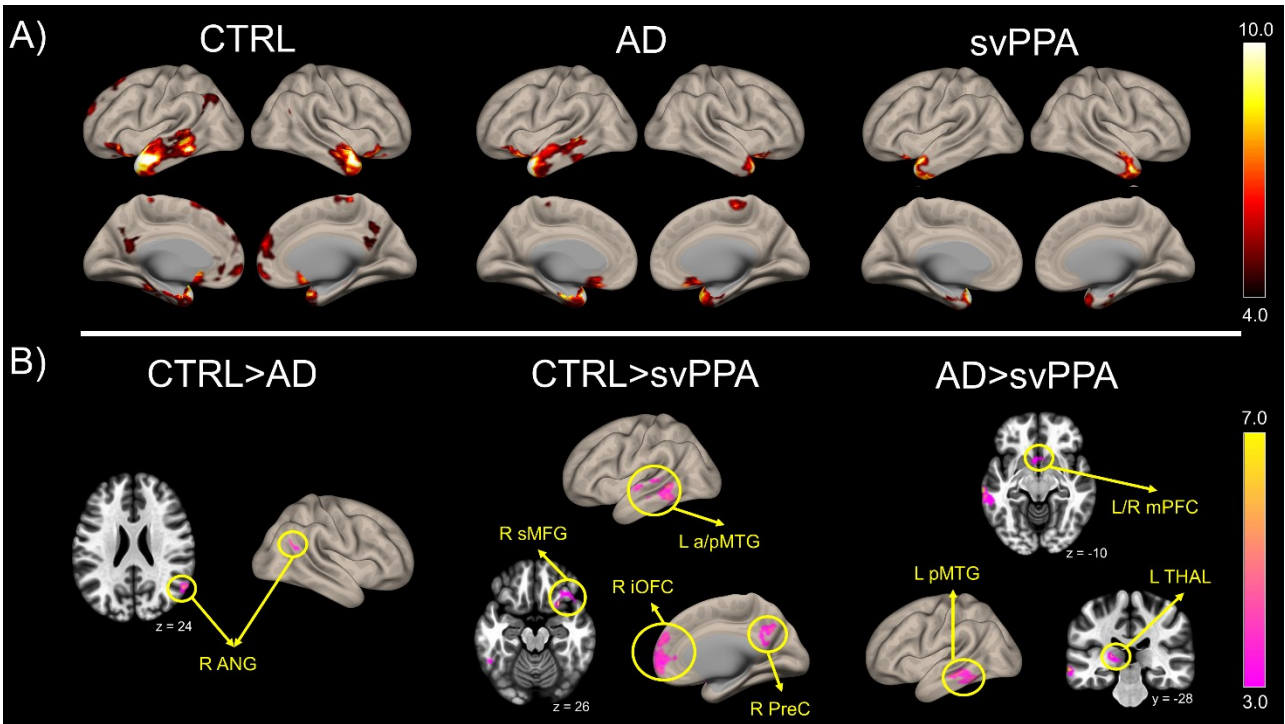 A)
CTRL
AD
svPPA
10.0
4.0
B)
CTRL>AD
CTRL>svPPA
AD>svPPA
7.0
L/R mPFC
z = -10
R sMFG
L a/pMTG
R iOFC
L pMTG
L THAL
z = 24
R ANG
z = 26
R PreC
y = -28
3.0